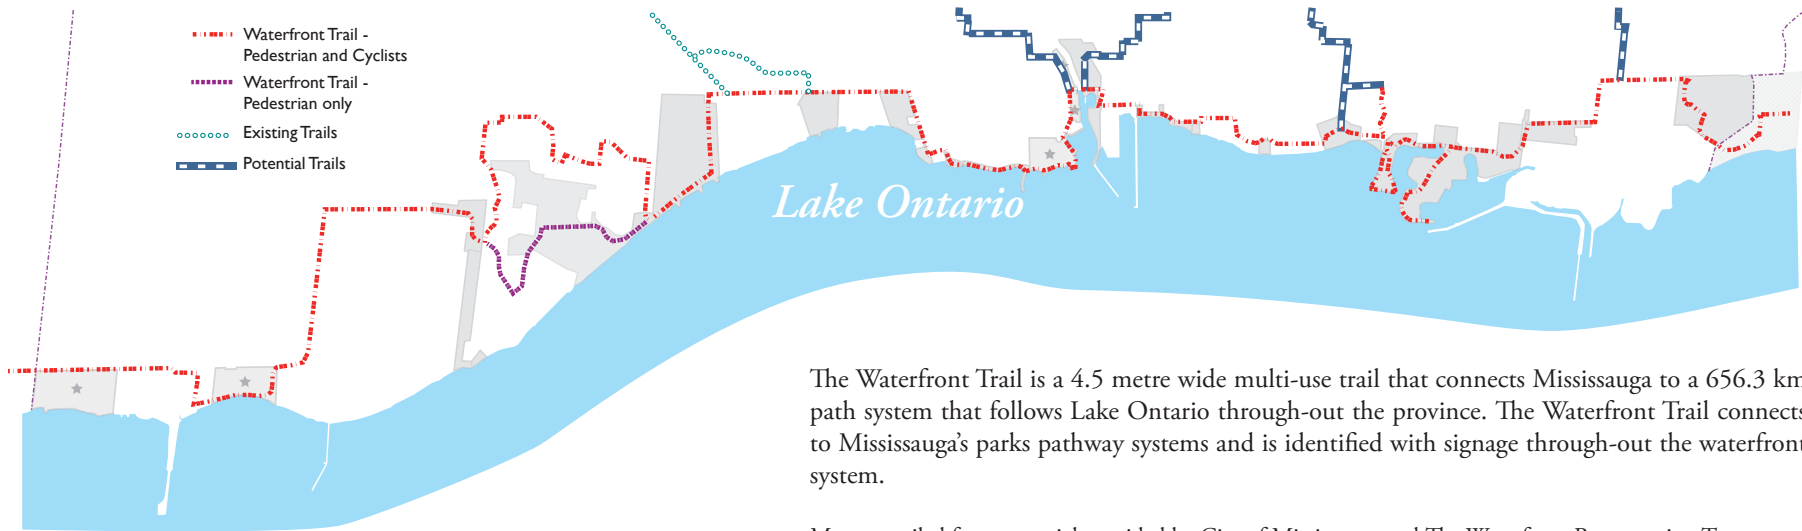 Waterfront Trail -
Pedestrian and Cyclists
Waterfront Trail -
Pedestrian only
Existing Trails
Potential Trails
Lake Ontario
The Waterfront Trail is a 4.5 metre wide multi-use trail that connects Mississauga to a 656.3 km
path system that follows Lake Ontario through-out the province. The Waterfront Trail connects
to Mississauga's parks pathway systems and is identified with signage through-out the waterfront
system.